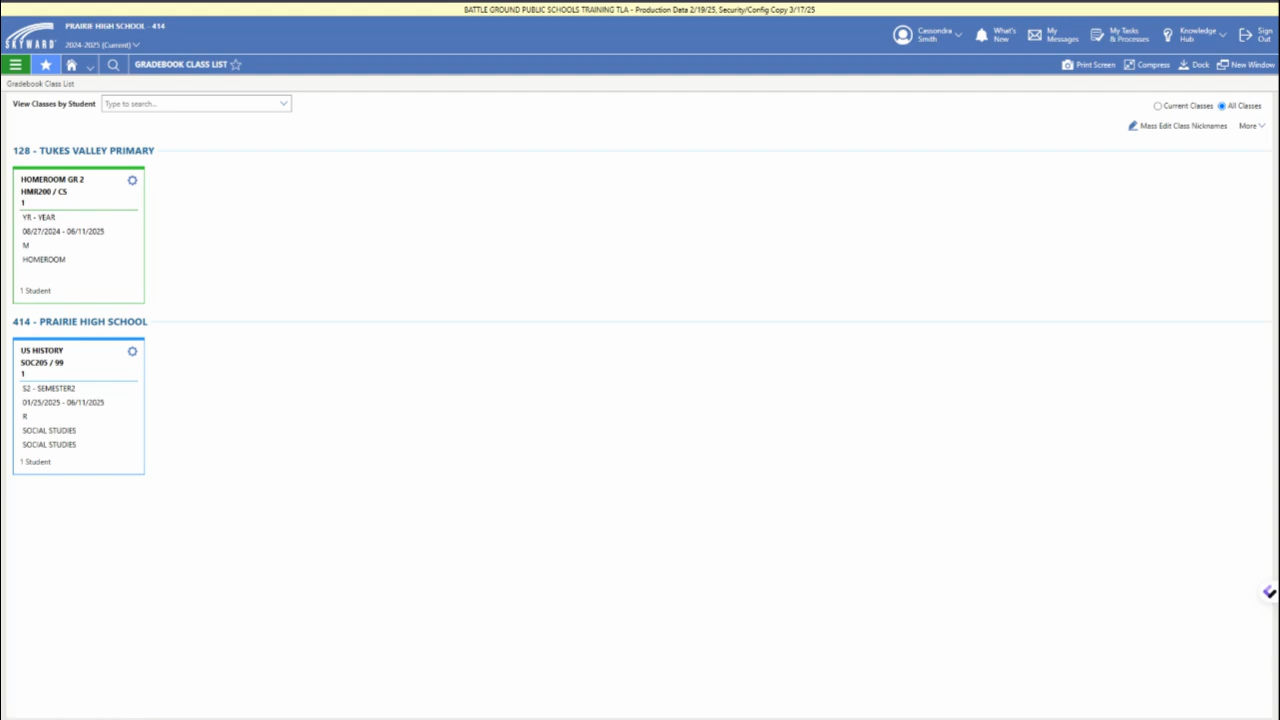 BATTLE GROUND PUBLIC SCHOOLS TRAINING TLA - Production Data 2/19/25, Security/Config Copy 3/17/25
PRAIRIE HIGH SCHOOL - 414
SKYWARD
2024-2025 (Current)
Cassondra Smith
What's New
My Messages
My Tasks & Processes
Knowledge Hub
Sign Out
GRADEBOOK CLASS LIST
Print Screen
Compress
Dock
New Window
Gradebook Class List
View Classes by Student
Type to search...
Current Classes
All Classes
Mass Edit Class Nicknames
More
128 - TUKES VALLEY PRIMARY
HOMEROOM GR 2
HMR200 / CS
1
YR - YEAR
08/27/2024 - 06/11/2025
M
HOMEROOM
1 Student
414 - PRAIRIE HIGH SCHOOL
US HISTORY
SOC205 / 99
1
S2 - SEMESTER2
01/25/2025 - 06/11/2025
R
SOCIAL STUDIES
SOCIAL STUDIES
1 Student